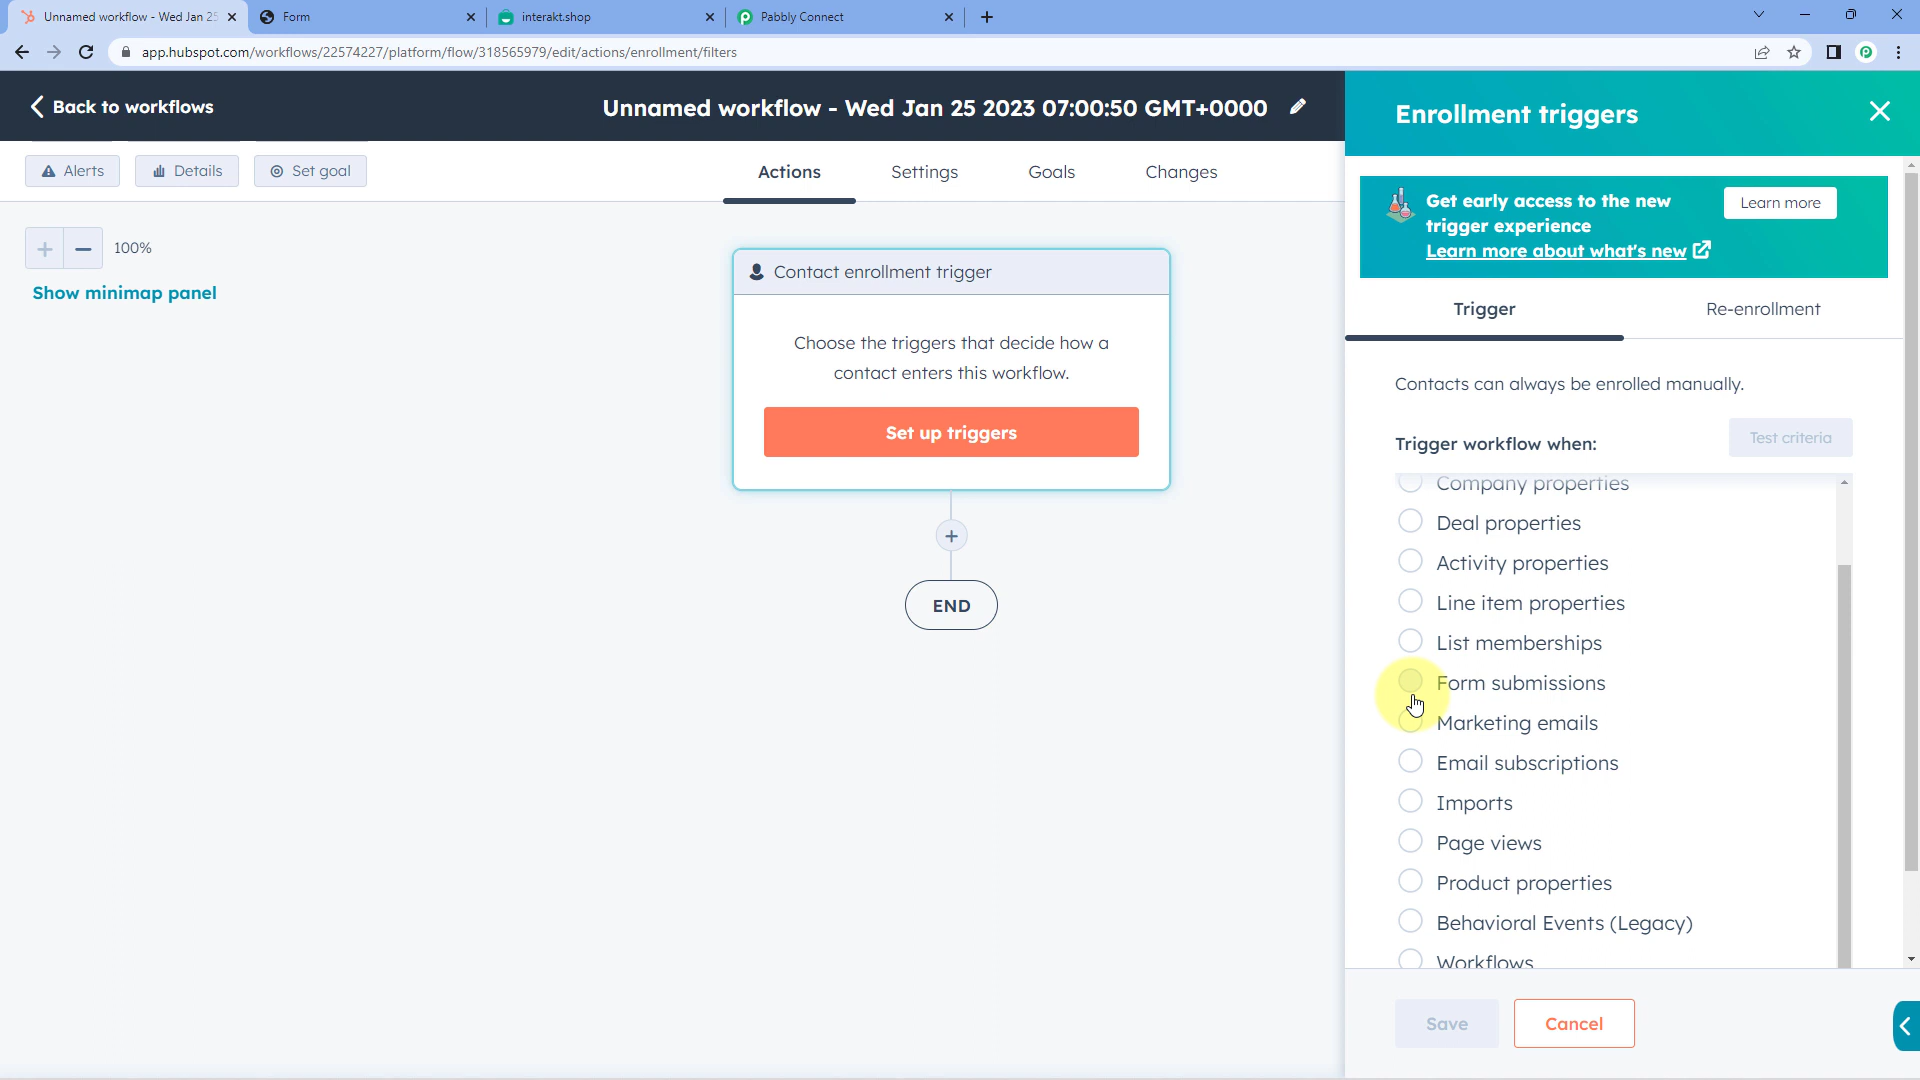 Unnamed workflow - Wed Jan 25
Form
interakt.shop
Pabbly Connect
app.hubspot.com/workflows/22574227/platform/flow/318565979/edit/actions/enrollment/filters
Back to workflows
Unnamed workflow - Wed Jan 25 2023 07:00:50 GMT+0000
Enrollment triggers
Alerts
Details
Set goal
Actions
Settings
Goals
Changes
Get early access to the new
trigger experience
Learn more about what's new
Learn more
100%
Show minimap panel
Contact enrollment trigger
Choose the triggers that decide how a
contact enters this workflow.
Set up triggers
END
Trigger
Re-enrollment
Contacts can always be enrolled manually.
Trigger workflow when:
Test criteria
Company properties
Deal properties
Activity properties
Line item properties
List memberships
Form submissions
Marketing emails
Email subscriptions
Imports
Page views
Product properties
Behavioral Events (Legacy)
Workflows
Save
Cancel